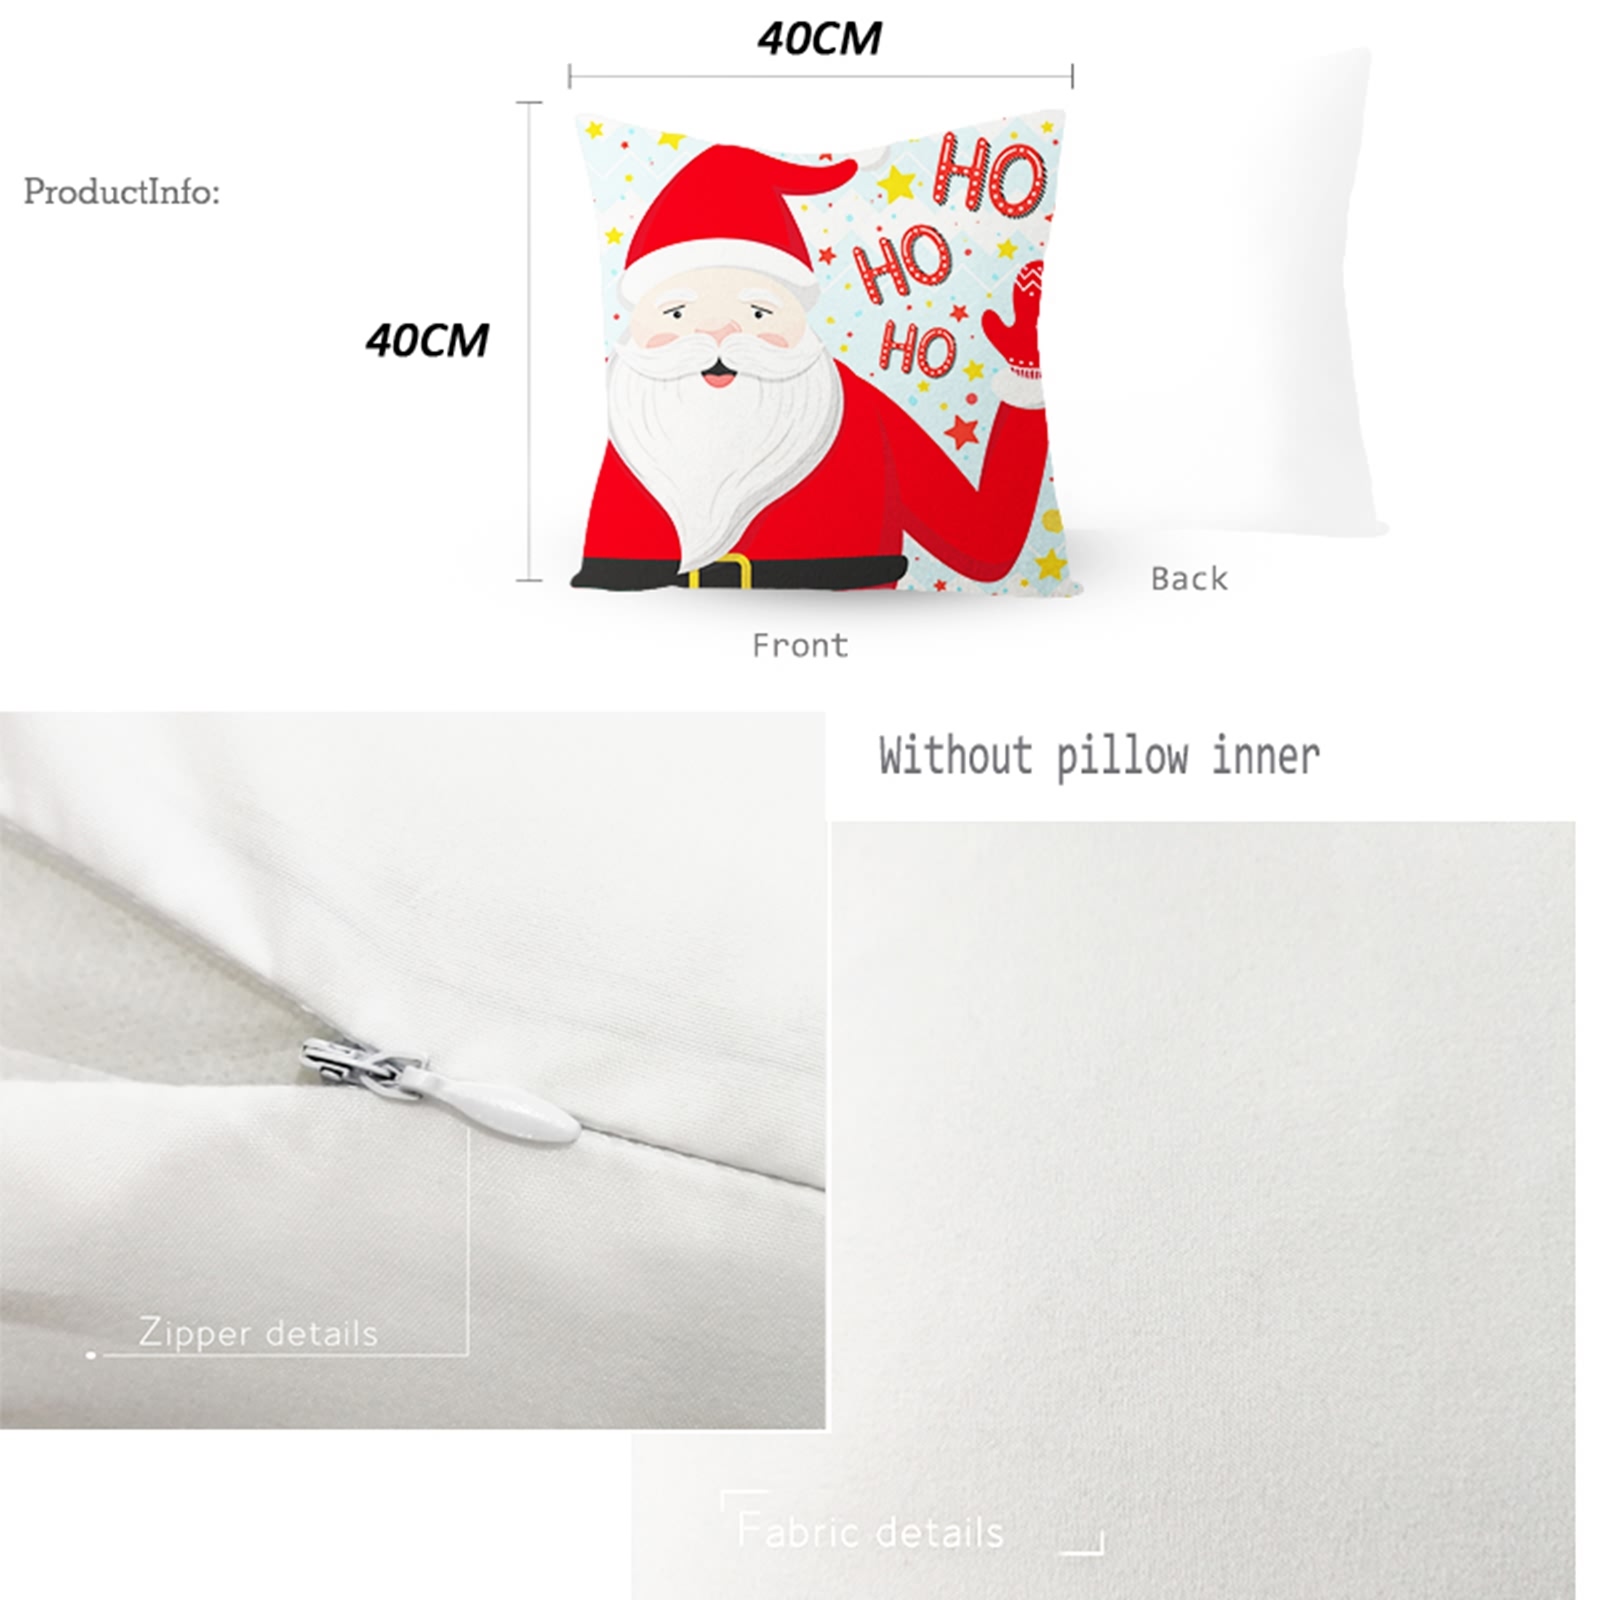 40CM
ProductInfo:
40CM
HO
HO
HO
Back
Front
Without pillow inner
Zipper details
Fabric details